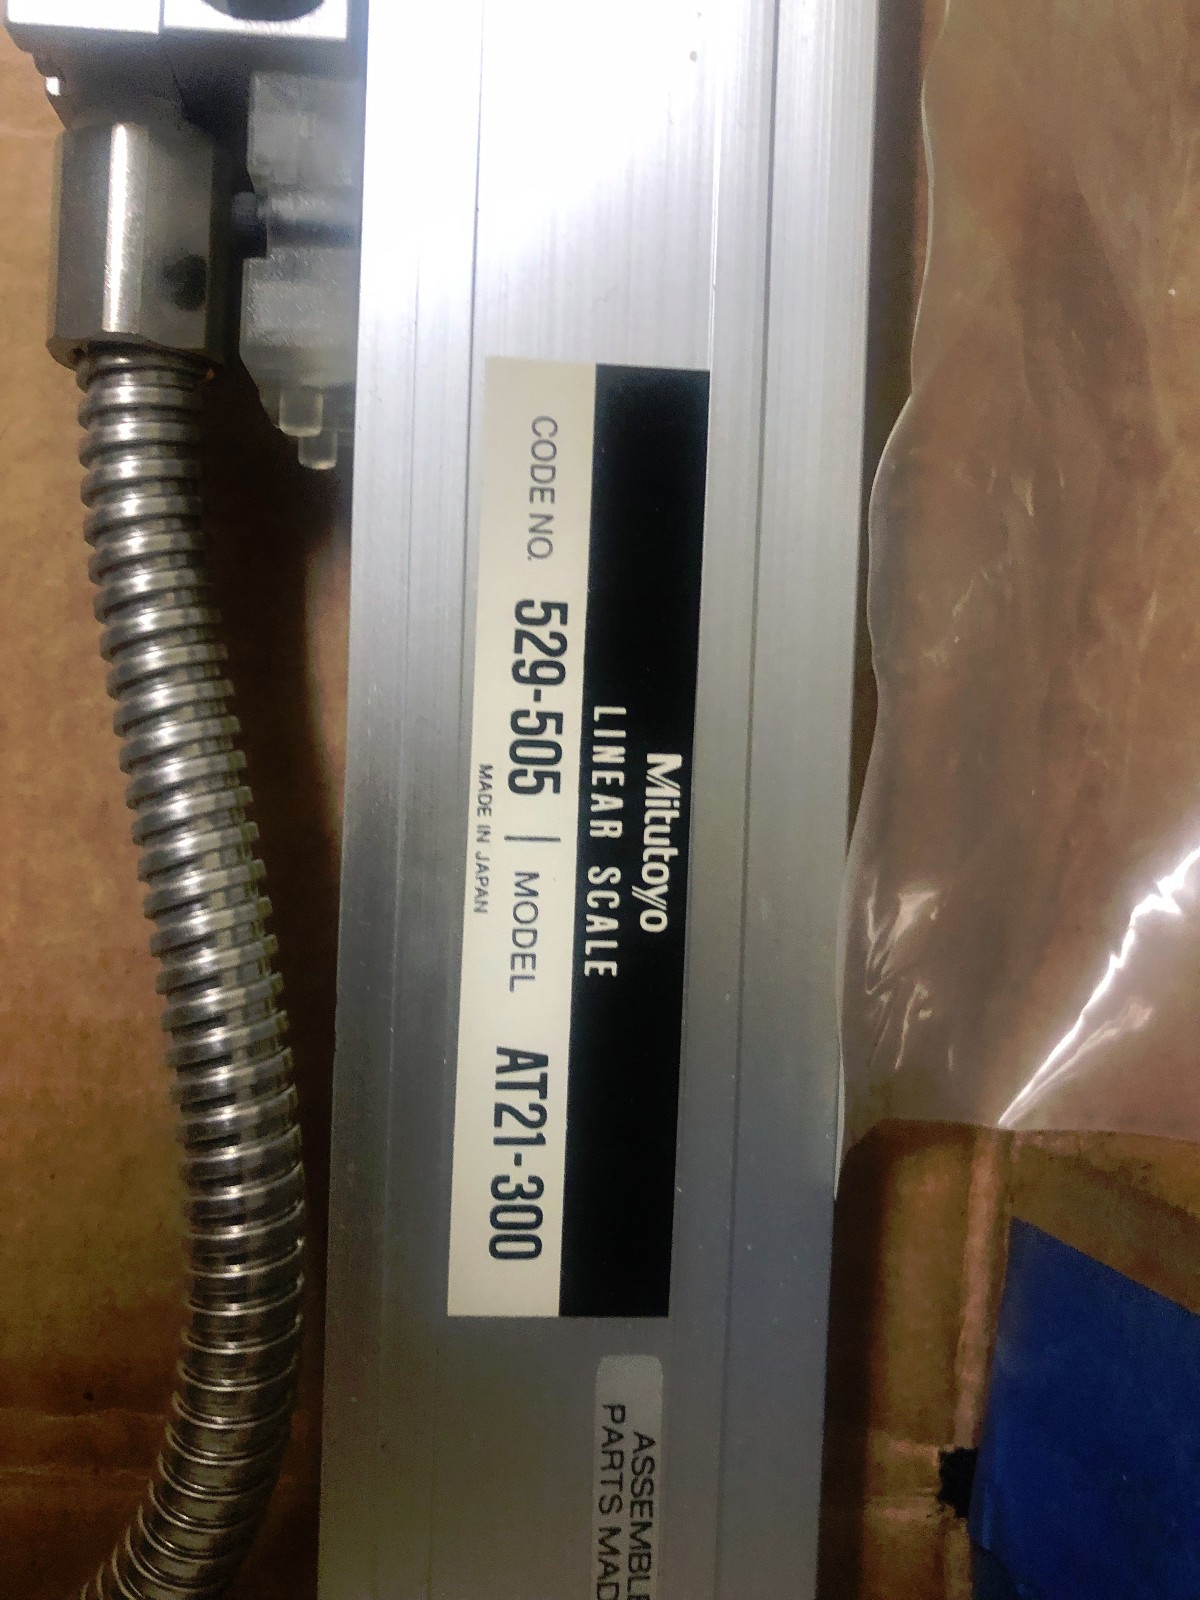 Mitutoyo
LINEAR SCALE
CODE NO. 529-505 | MODEL AT21-300
MADE IN JAPAN
ASSEMBL
PARTS MAD